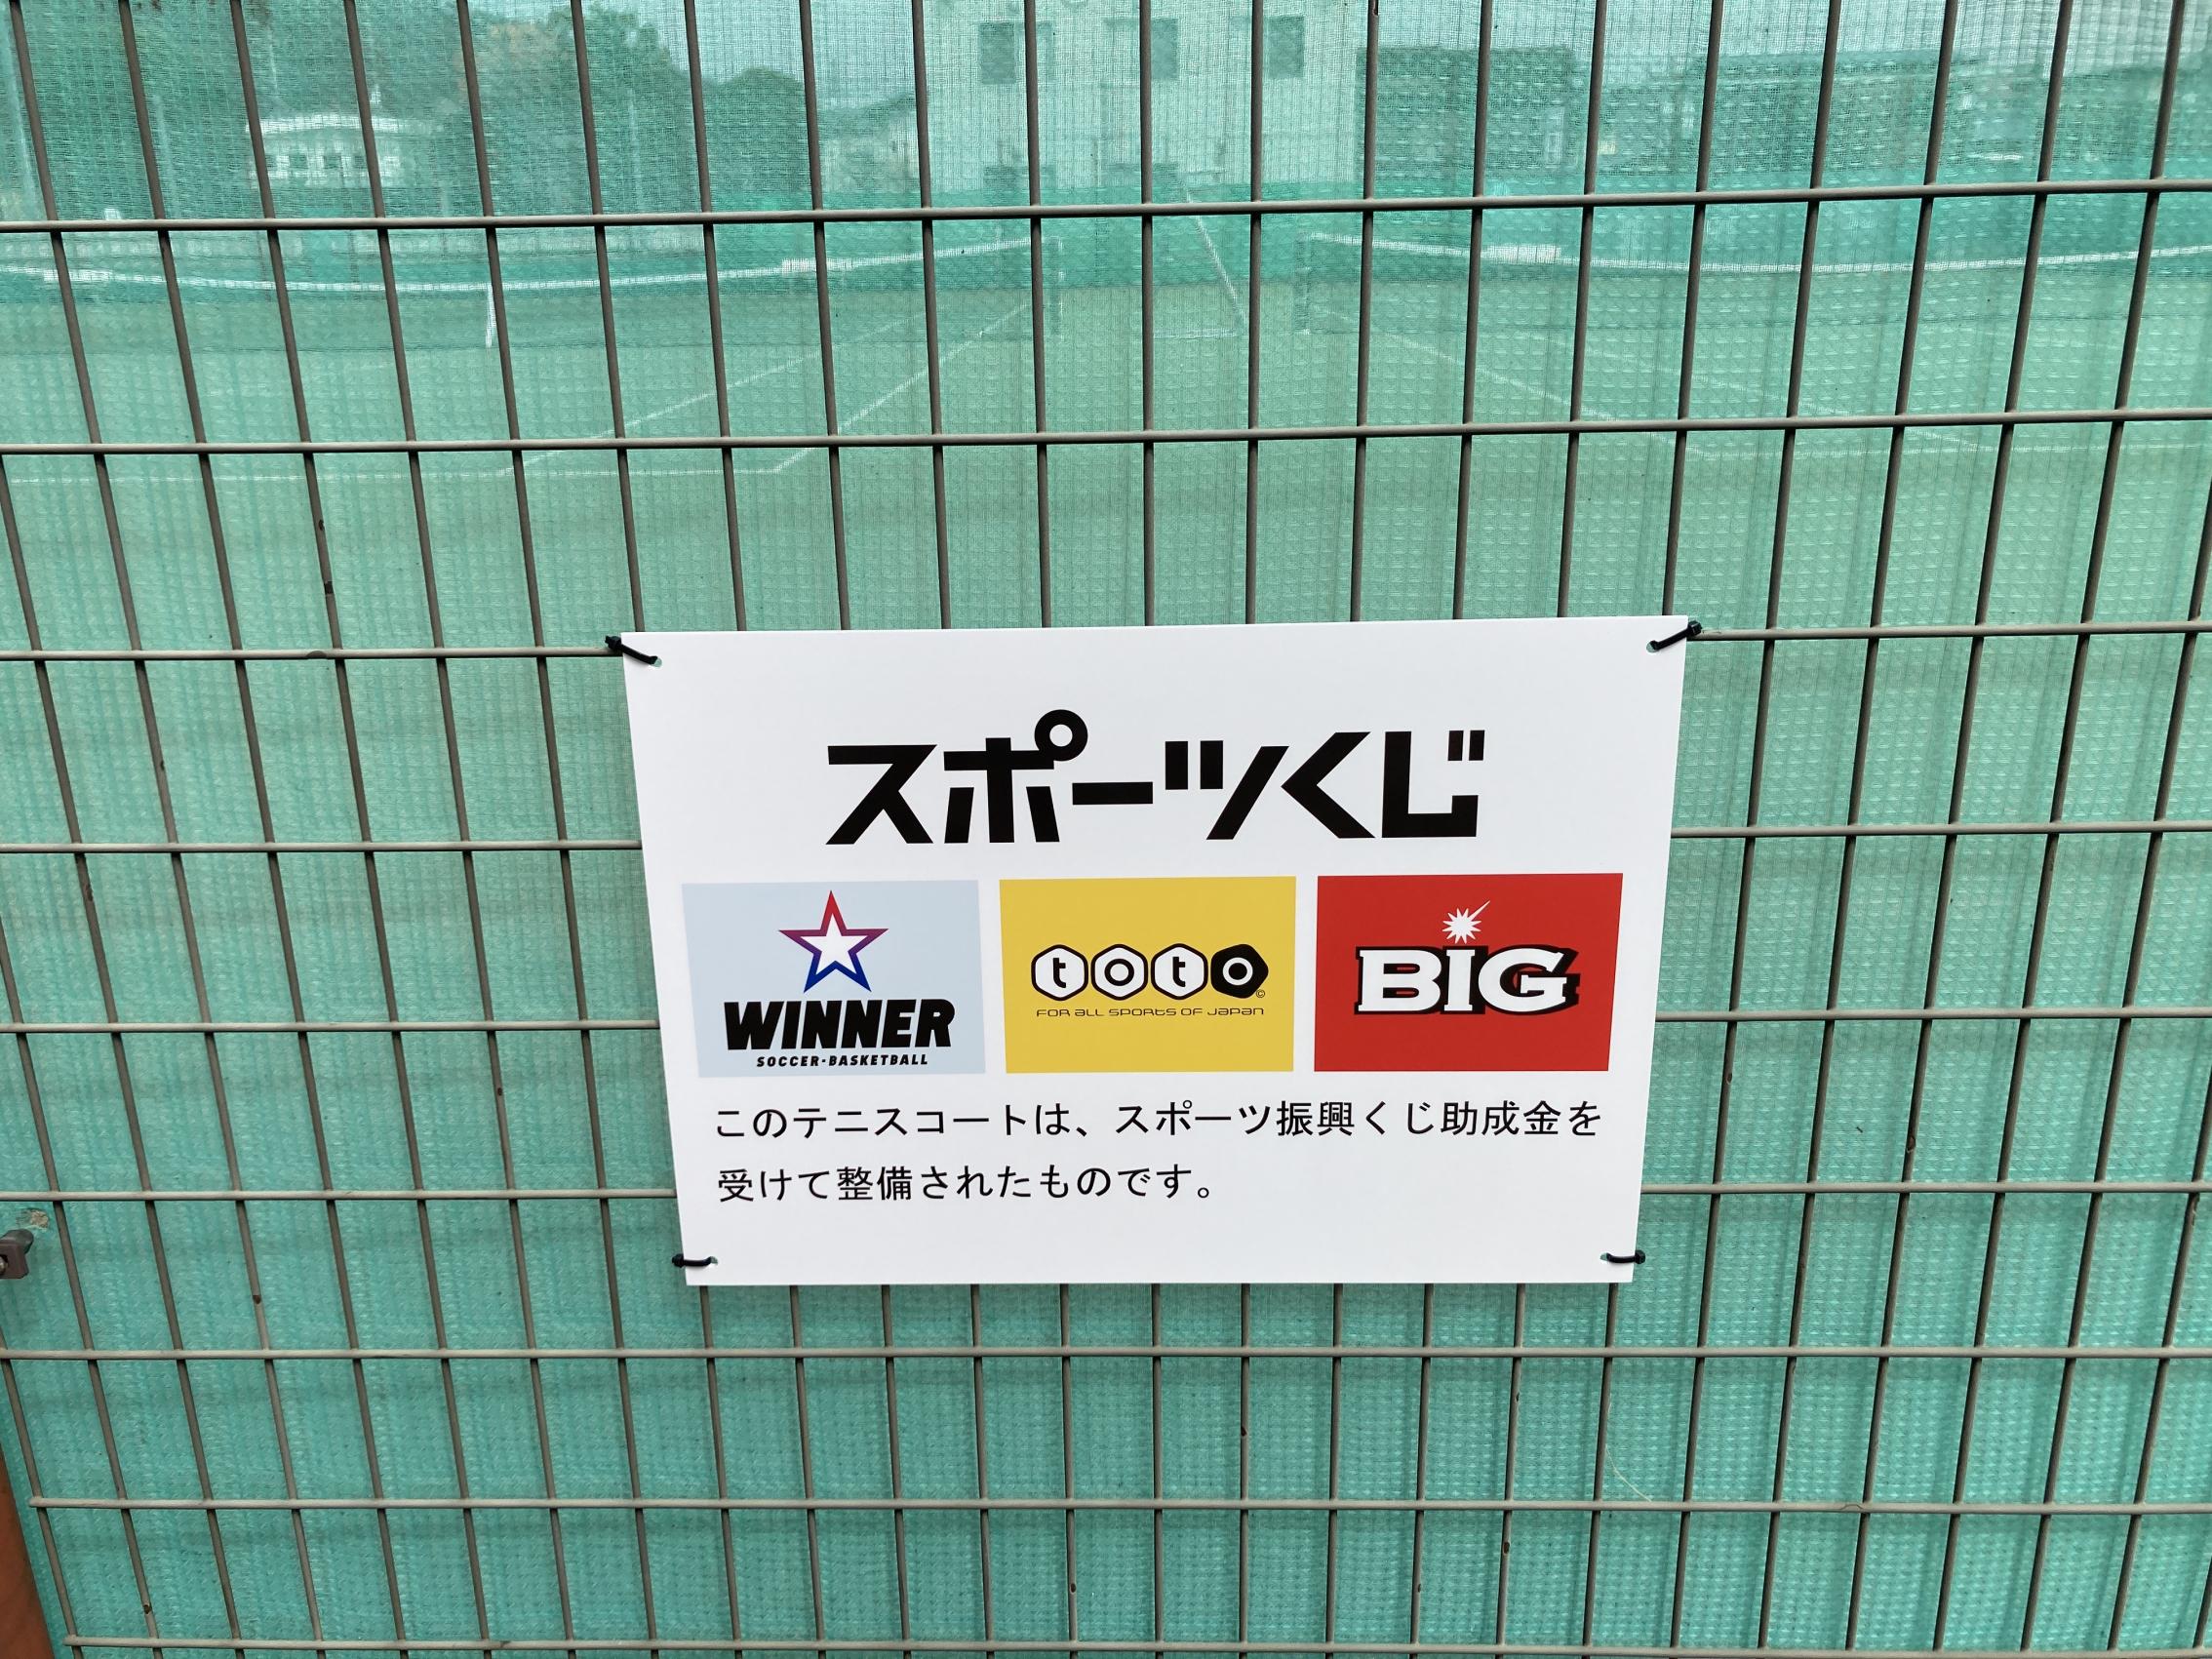 スポーツくじ
WINNER
SOCCER-BASKETBALL
toto
©
FOR ALL SPORTS OF JAPAN
BIG
このテニスコートは、スポーツ振興くじ助成金を
受けて整備されたものです。